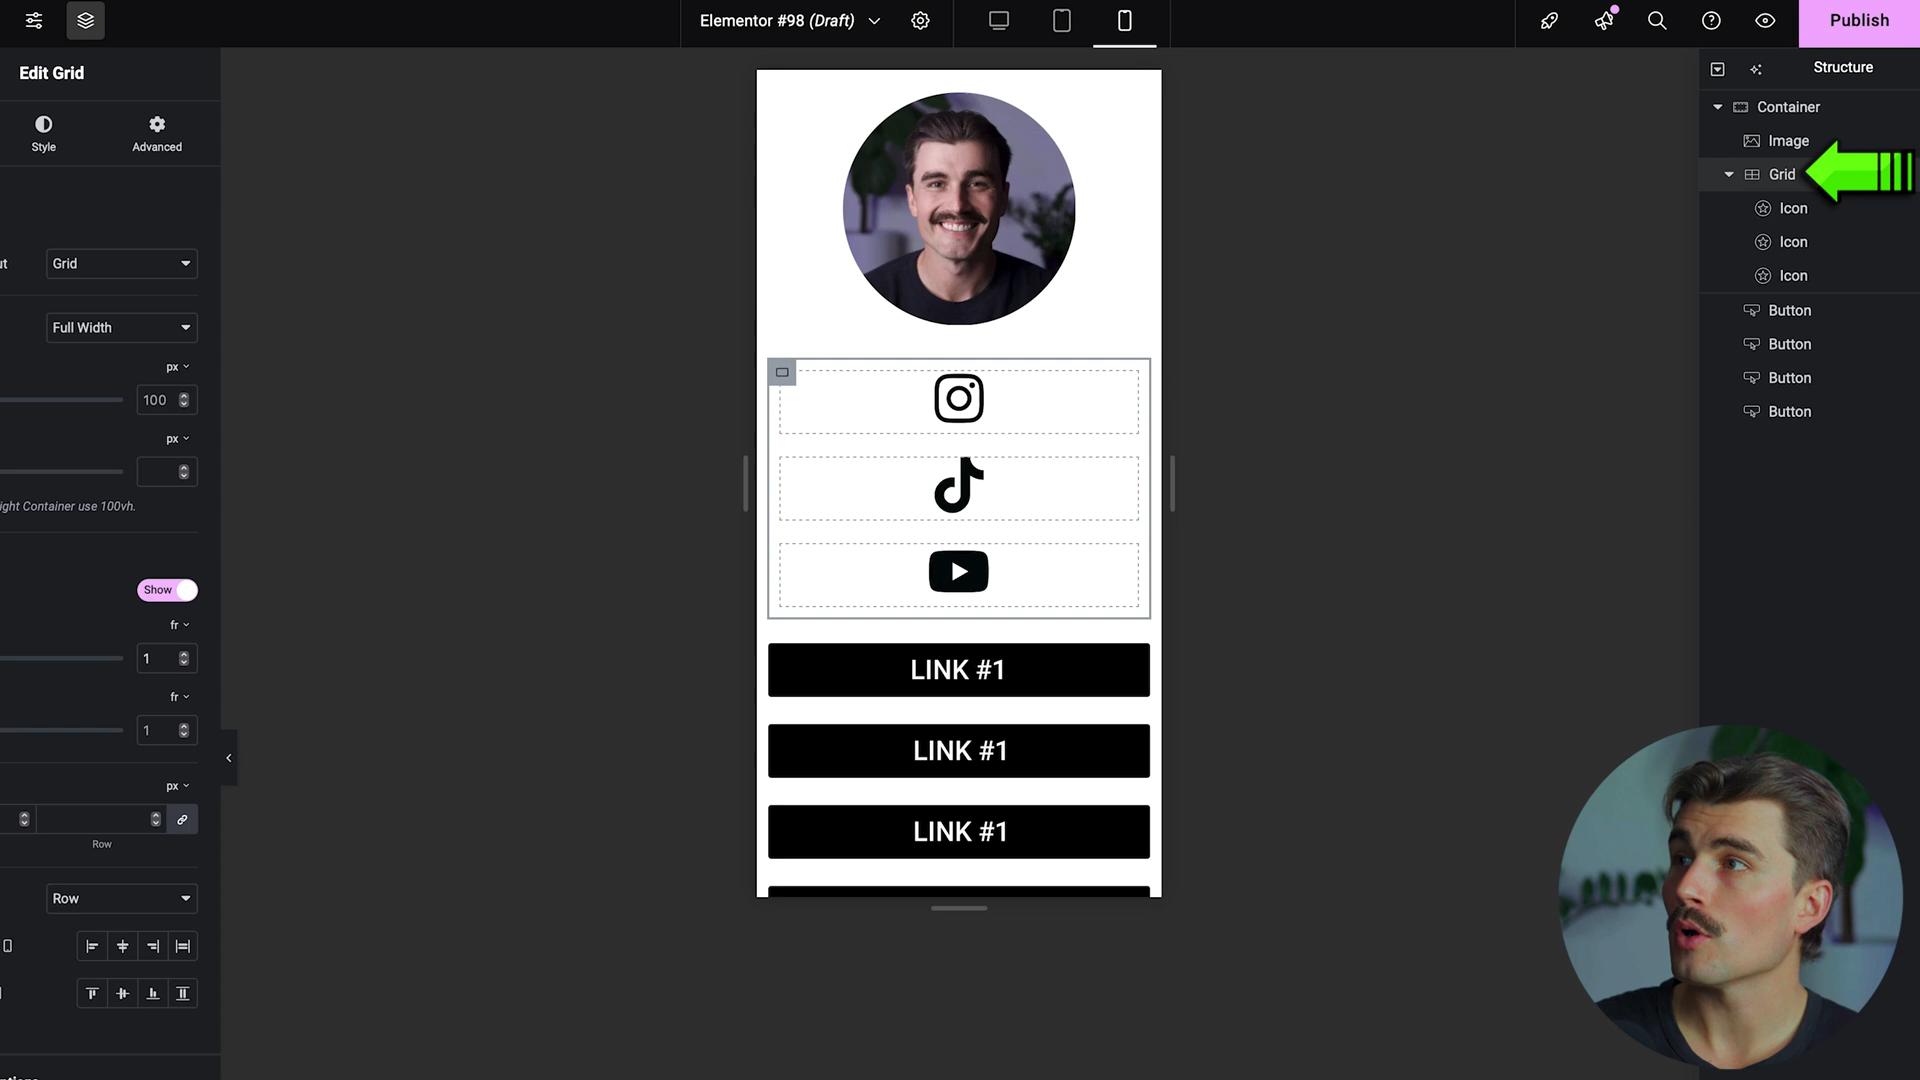 Elementor #98 (Draft)
Publish
Edit Grid
Style
Advanced
ut
Grid
Full Width
px
100
px
ight Container use 100vh.
Show
fr
1
fr
1
px
Row
Row
LINK #1
LINK #1
LINK #1
Structure
Container
Image
Grid
Icon
Icon
Icon
Button
Button
Button
Button